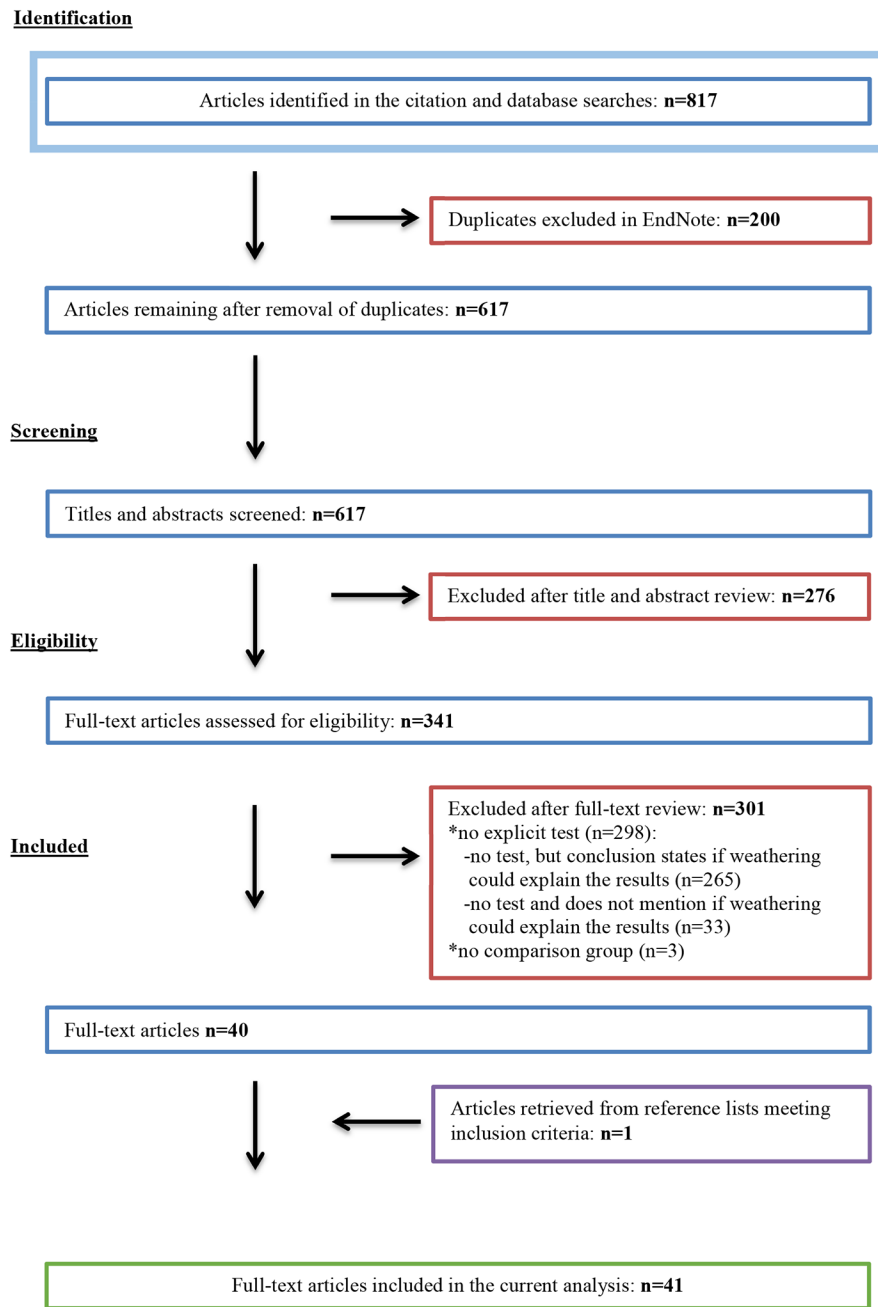 Identification
Articles identified in the citation and database searches: n=817
Duplicates excluded in EndNote: n=200
Articles remaining after removal of duplicates: n=617
Screening
Titles and abstracts screened: n=617
Excluded after title and abstract review: n=276
Eligibility
Full-text articles assessed for eligibility: n=341
Excluded after full-text review: n=301
*no explicit test (n=298):
-no test, but conclusion states if weathering
could explain the results (n=265)
-no test and does not mention if weathering
could explain the results (n=33)
*no comparison group (n=3)
Included
Full-text articles n=40
Articles retrieved from reference lists meeting
inclusion criteria: n=1
Full-text articles included in the current analysis: n=41